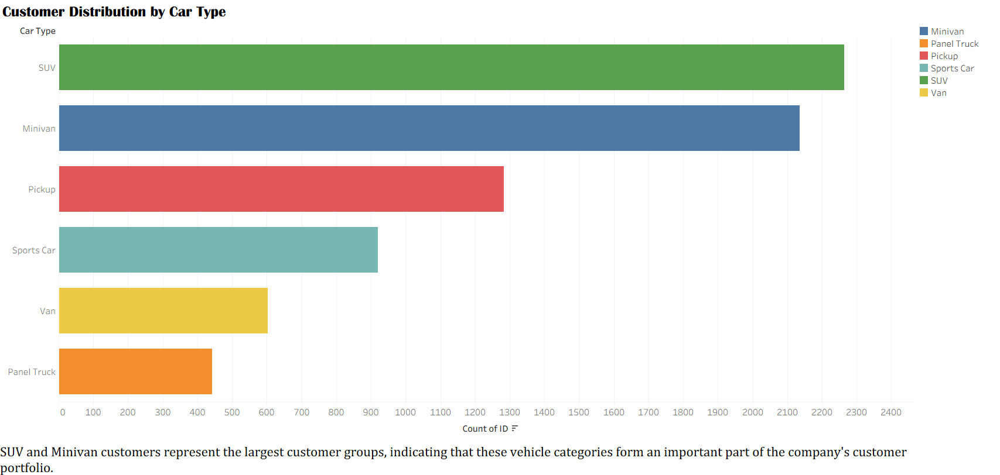 Customer Distribution by Car Type
Car Type
SUV
Minivan
Pickup
Sports Car
Van
Panel Truck
0 100 200 300 400 500 600 700 800 900 1000 1100 1200 1300 1400 1500 1600 1700 1800 1900 2000 2100 2200 2300 2400
Count of ID
Minivan
Panel Truck
Pickup
Sports Car
SUV
Van
SUV and Minivan customers represent the largest customer groups, indicating that these vehicle categories form an important part of the company's customer
portfolio.